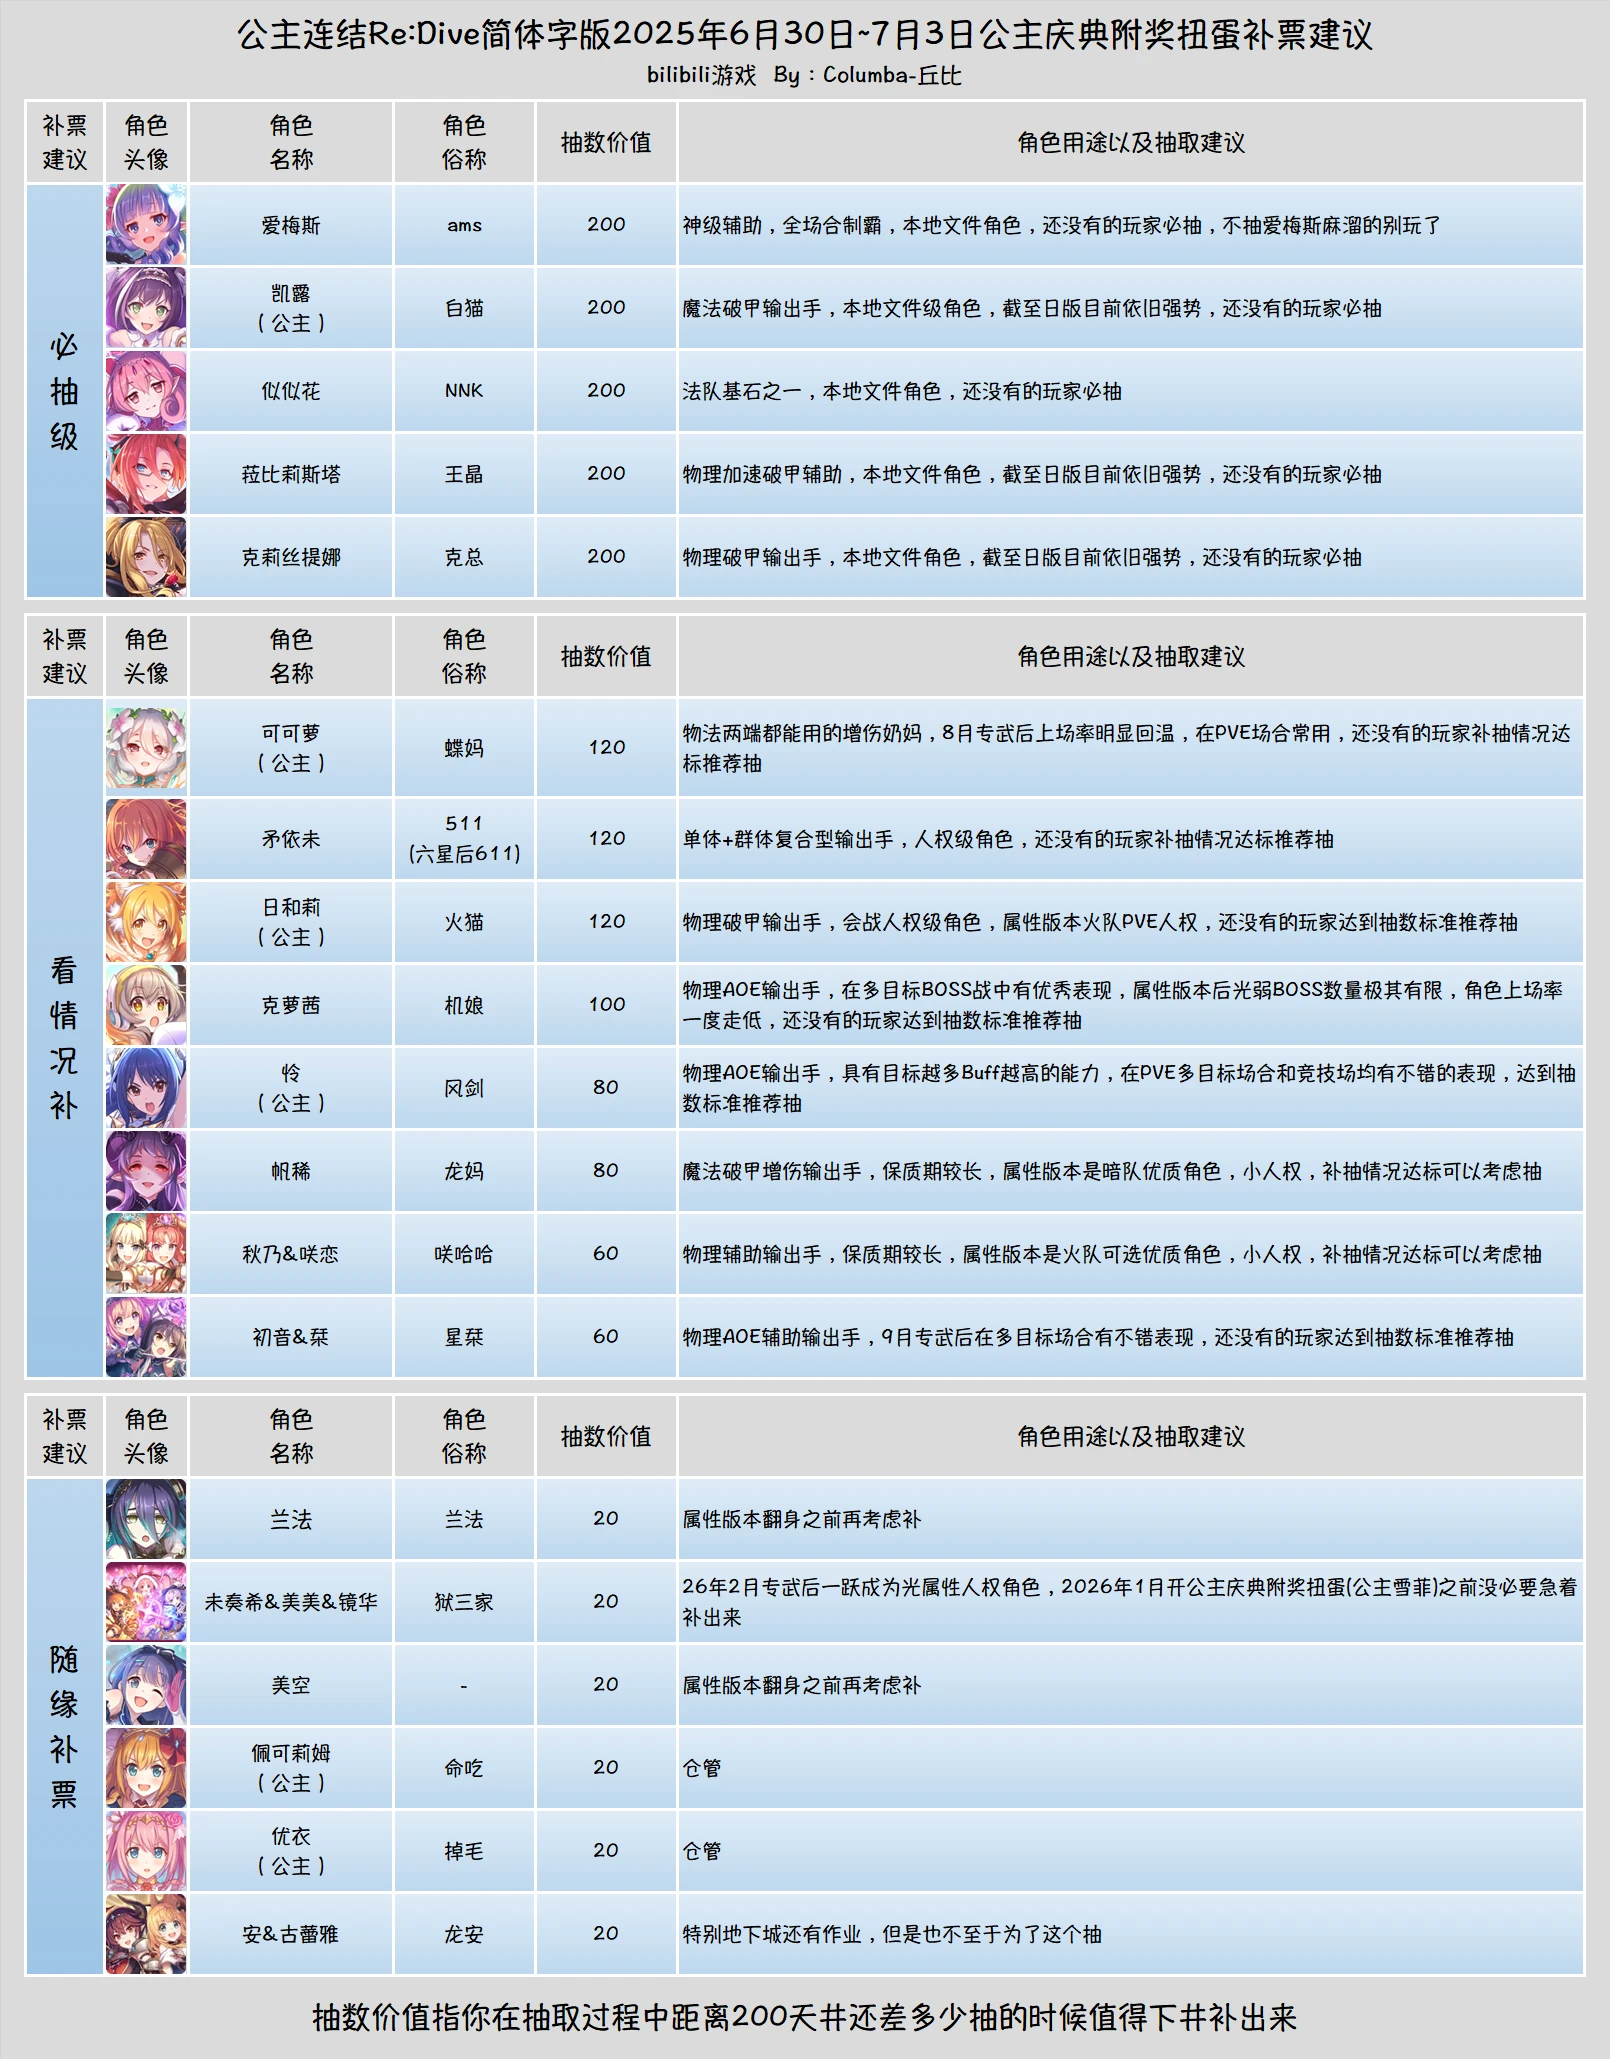 公主连结Re:Dive简体字版2025年6月30日~7月3日公主庆典附奖扭蛋补票建议
bilibili游戏 By：Columba-丘比
补票建议 角色头像 角色名称 角色俗称 抽数价值 角色用途以及抽取建议
必抽级
爱梅斯 ams 200 神级辅助，全场合制霸，本地文件角色，还没有的玩家必抽，不抽爱梅斯麻溜的别玩了
凯露（公主） 白猫 200 魔法破甲输出手，本地文件级角色，截至日版目前依旧强势，还没有的玩家必抽
似似花 NNK 200 法队基石之一，本地文件角色，还没有的玩家必抽
菈比莉斯塔 王晶 200 物理加速破甲辅助，本地文件角色，截至日版目前依旧强势，还没有的玩家必抽
克莉丝提娜 克总 200 物理破甲输出手，本地文件角色，截至日版目前依旧强势，还没有的玩家必抽
补票建议 角色头像 角色名称 角色俗称 抽数价值 角色用途以及抽取建议
看情况补
可可萝（公主） 蝶妈 120 物法两端都能用的增伤奶妈，8月专武后上场率明显回温，在PVE场合常用，还没有的玩家补抽情况达
标推荐抽
矛依未 511(六星后611) 120 单体+群体复合型输出手，人权级角色，还没有的玩家补抽情况达标推荐抽
日和莉（公主） 火猫 120 物理破甲输出手，会战人权级角色，属性版本火队PVE人权，还没有的玩家达到抽数标准推荐抽
克萝茜 机娘 100 物理AOE输出手，在多目标BOSS战中有优秀表现，属性版本后光弱BOSS数量极其有限，角色上场率
一度走低，还没有的玩家达到抽数标准推荐抽
怜（公主） 风剑 80 物理AOE输出手，具有目标越多Buff越高的能力，在PVE多目标场合和竞技场均有不错的表现，达到抽
数标准推荐抽
帆稀 龙妈 80 魔法破甲增伤输出手，保质期较长，属性版本是暗队优质角色，小人权，补抽情况达标可以考虑抽
秋乃&咲恋 咲哈哈 60 物理辅助输出手，保质期较长，属性版本是火队可选优质角色，小人权，补抽情况达标可以考虑抽
初音&栞 星栞 60 物理AOE辅助输出手，9月专武后在多目标场合有不错表现，还没有的玩家达到抽数标准推荐抽
补票建议 角色头像 角色名称 角色俗称 抽数价值 角色用途以及抽取建议
随缘补票
兰法 兰法 20 属性版本翻身之前再考虑补
未奏希&美美&镜华 狱三家 20 26年2月专武后一跃成为光属性人权角色，2026年1月开公主庆典附奖扭蛋(公主雪菲)之前没必要急着
补出来
美空 - 20 属性版本翻身之前再考虑补
佩可莉姆（公主） 命吃 20 仓管
优衣（公主） 掉毛 20 仓管
安&古蕾雅 龙安 20 特别地下城还有作业，但是也不至于为了这个抽
抽数价值指你在抽取过程中距离200天井还差多少抽的时候值得下井补出来